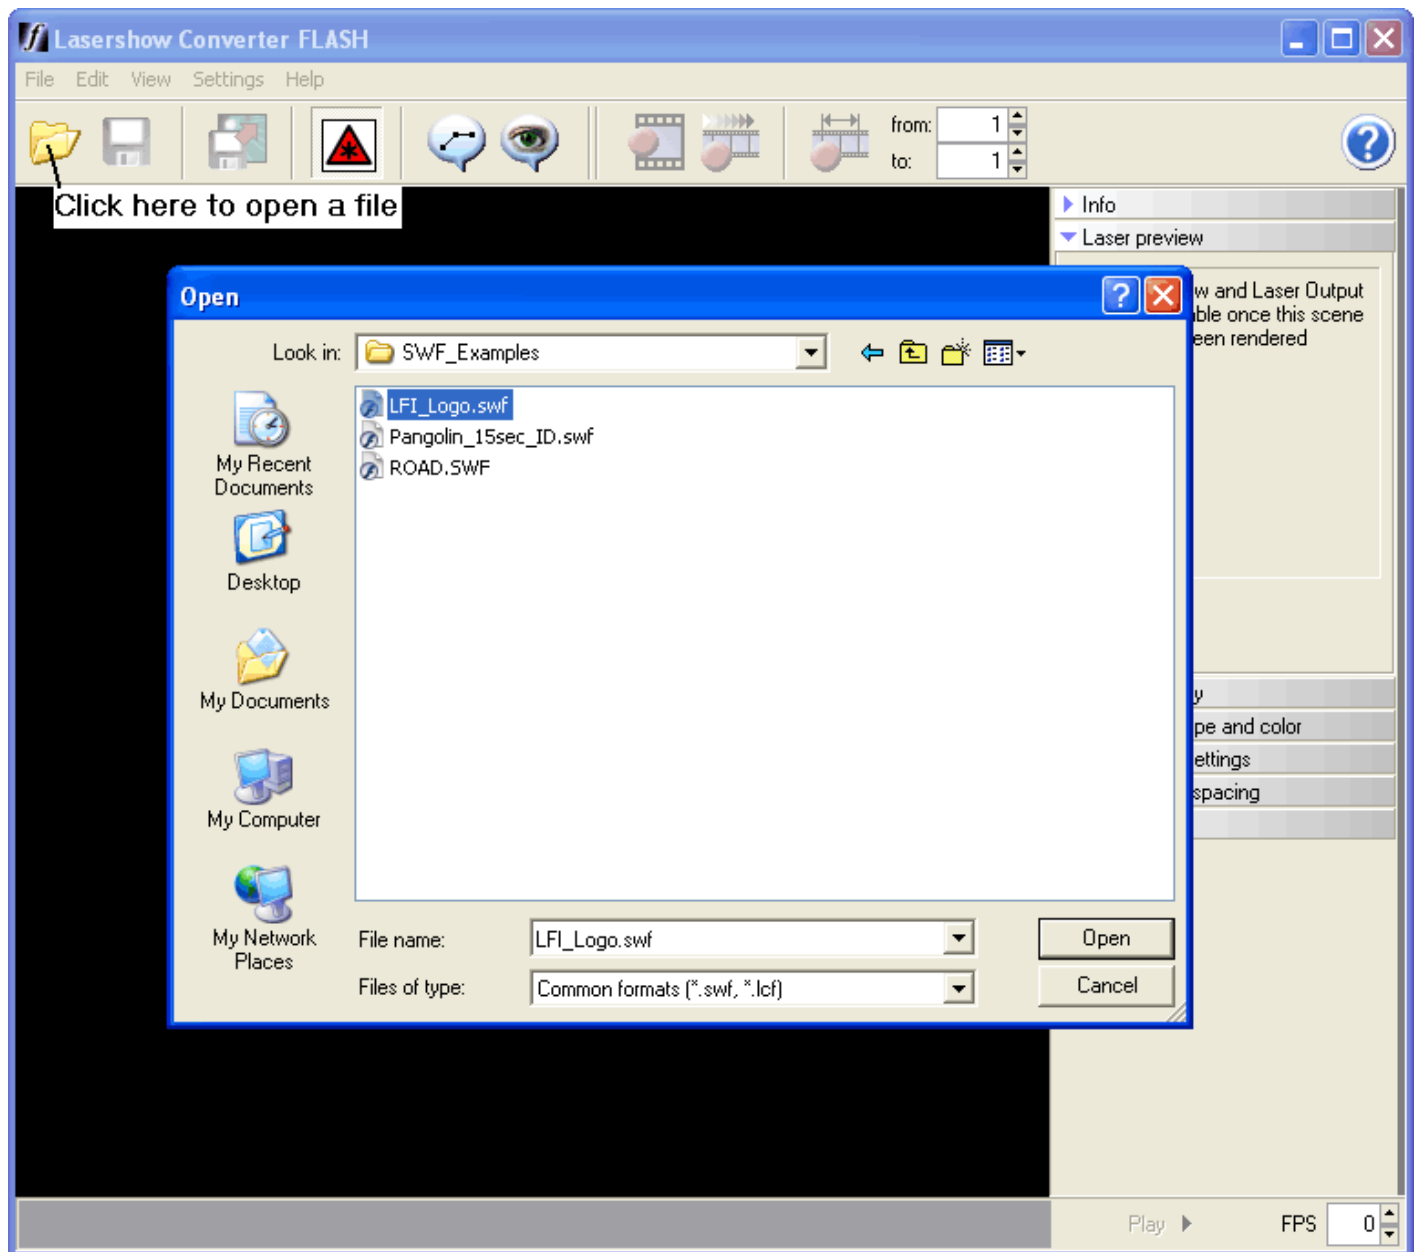 Lasershow Converter FLASH
File Edit View Settings Help
from: 1
to: 1
Click here to open a file
Info
Laser preview
Open
w and Laser Output
ble once this scene
een rendered
Look in: SWF_Examples
LFI_Logo.swf
Pangolin_15sec_ID.swf
ROAD.SWF
My Recent
Documents
Desktop
My Documents
My Computer
My Network
Places
y
pe and color
ettings
spacing
File name: LFI_Logo.swf Open
Files of type: Common formats (*.swf, *.lcf) Cancel
Play FPS 0